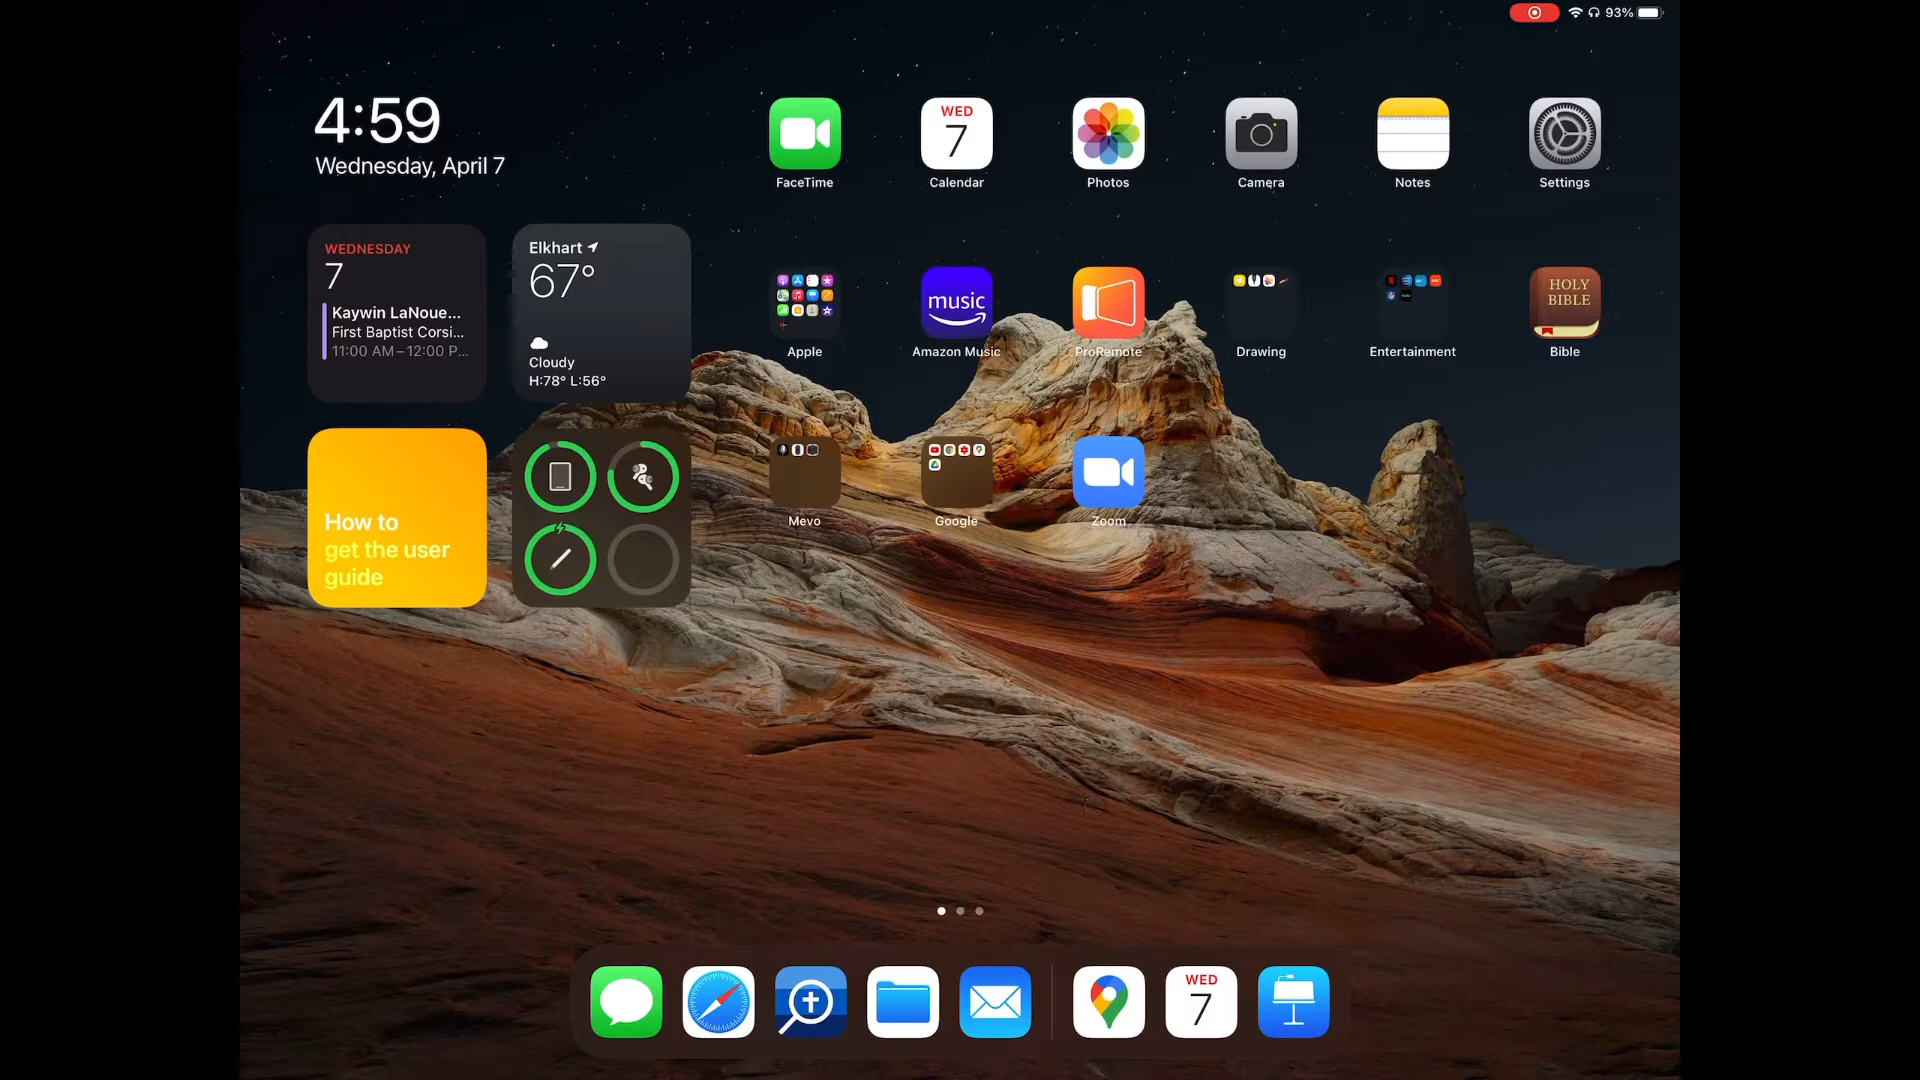 93%
4:59
Wednesday, April 7
WEDNESDAY
7
Kaywin LaNoue...
First Baptist Corsi...
11:00 AM – 12:00 P...
Elkhart
67°
Cloudy
H:78° L:56°
How to
get the user
guide
WED
7
FaceTime
Calendar
Photos
Camera
Notes
Settings
music
HOLY
BIBLE
Apple
Amazon Music
ProRemote
Drawing
Entertainment
Bible
Mevo
Google
Zoom
WED
7